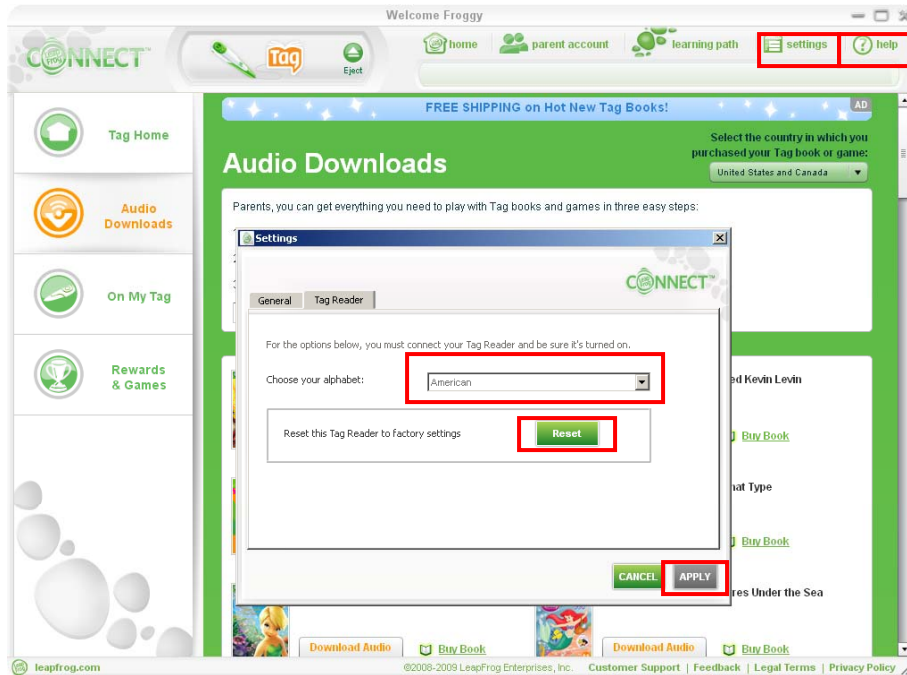 Welcome Froggy
CONNECT
Tag
Eject
home
parent account
learning path
settings
help
FREE SHIPPING on Hot New Tag Books!
AD
Tag Home
Audio
Downloads
On My Tag
Rewards
& Games
Audio Downloads
Select the country in which you
purchased your Tag book or game:
United States and Canada
Parents, you can get everything you need to play with Tag books and games in three easy steps:
Settings
CONNECT
General
Tag Reader
For the options below, you must connect your Tag Reader and be sure it's turned on.
Choose your alphabet:
American
Reset this Tag Reader to factory settings
Reset
CANCEL
APPLY
Kevin Levin
Buy Book
Type
Buy Book
Under the Sea
Download Audio
Buy Book
Download Audio
Buy Book
leapfrog.com
©2008-2009 LeapFrog Enterprises, Inc.
Customer Support | Feedback | Legal Terms | Privacy Policy